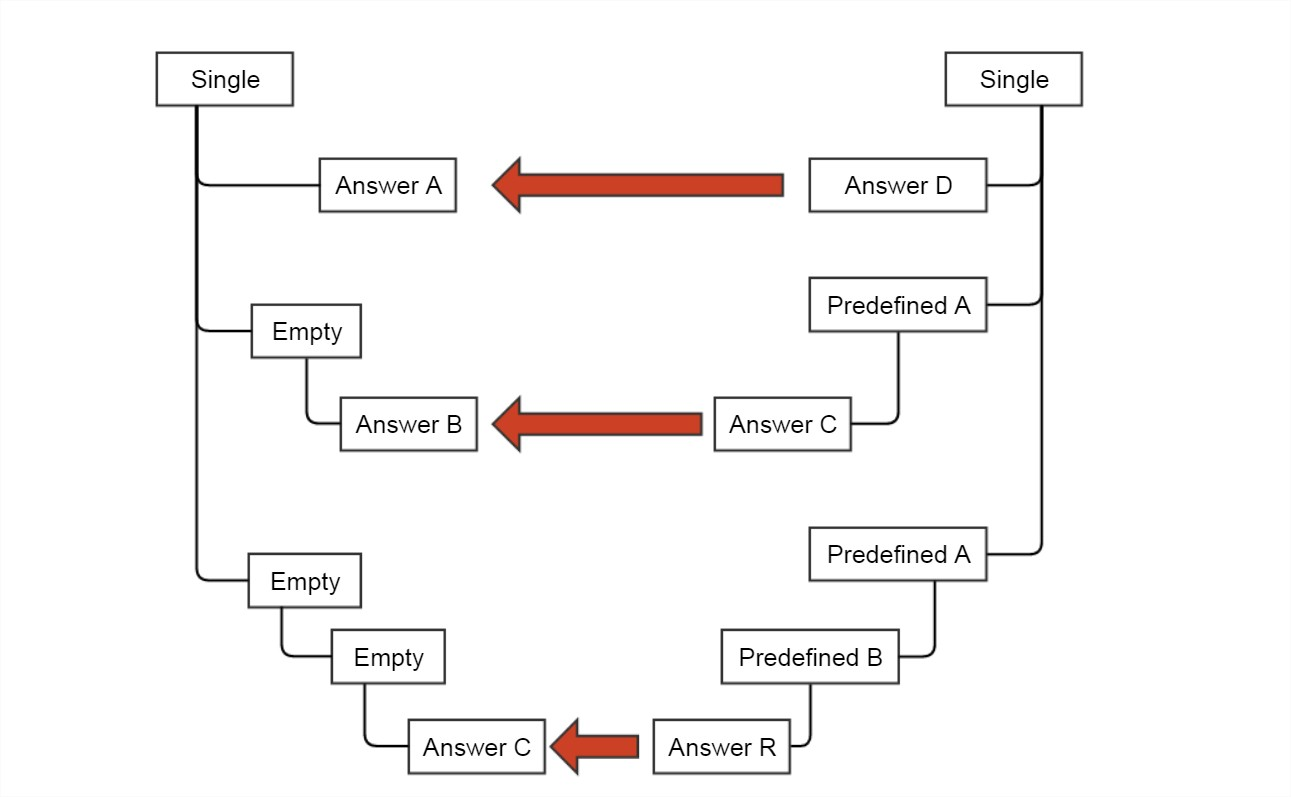 Single
Single
Answer A
Answer D
Predefined A
Empty
Answer B
Answer C
Predefined A
Empty
Empty
Predefined B
Answer C
Answer R